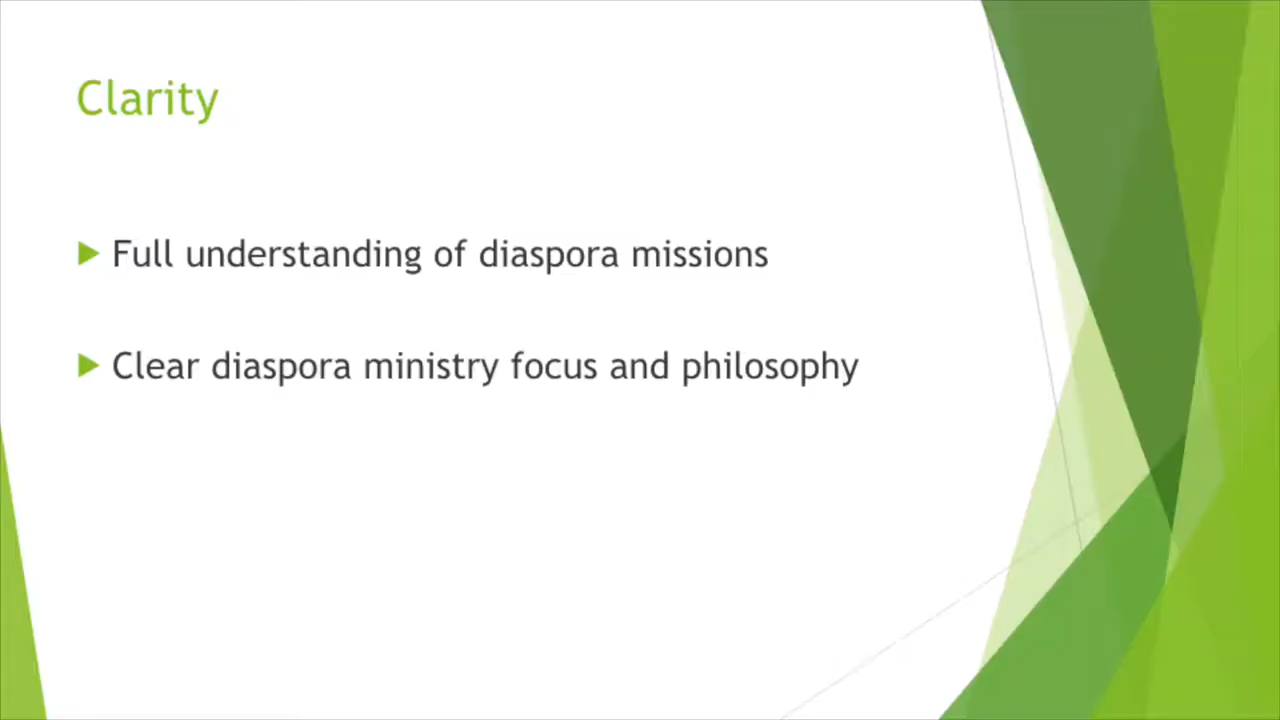 Clarity
Full understanding of diaspora missions
Clear diaspora ministry focus and philosophy